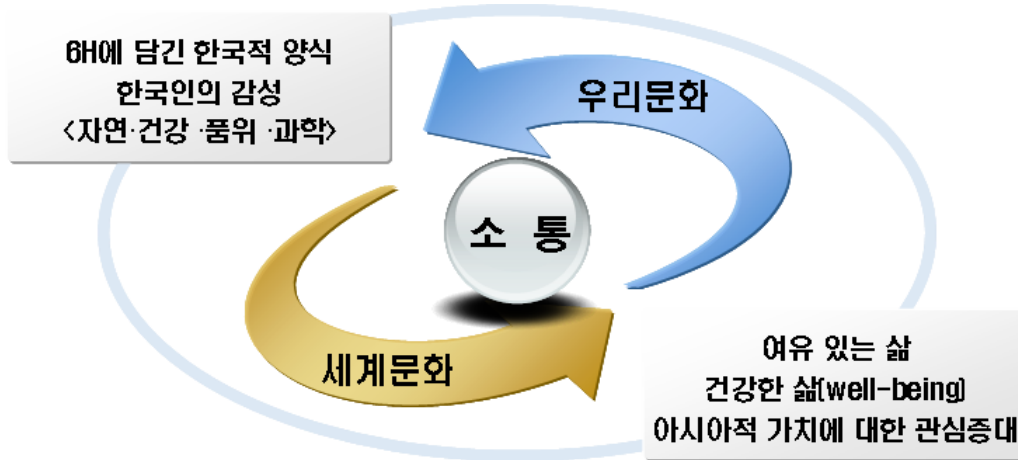 6H에 담긴 한국적 양식
한국인의 감성
<자연·건강 ·품위 ·과학>
우리문화
소 통
세계문화
여유 있는 삶
건강한 삶(well-being)
아시아적 가치에 대한 관심증대